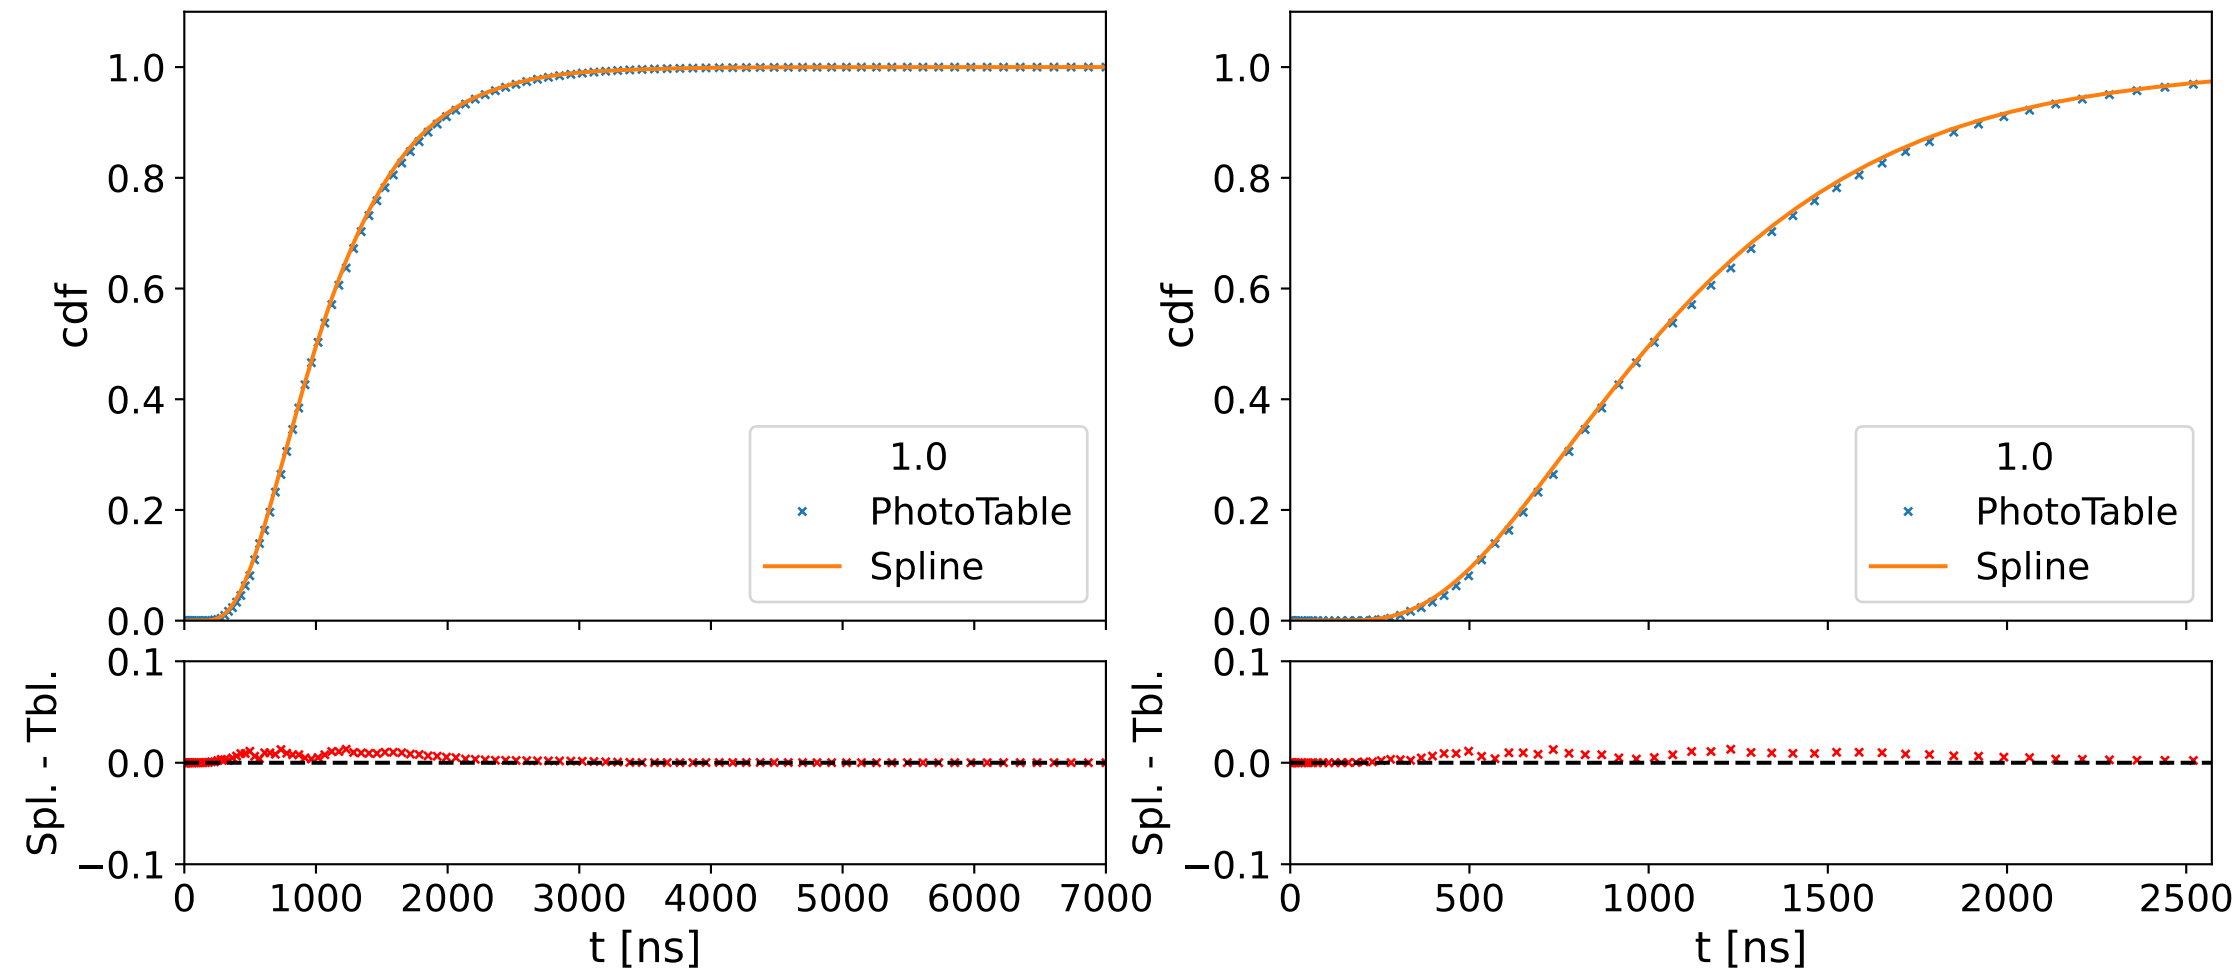 cdf
1.0
0.8
0.6
0.4
0.2
0.0
1.0
PhotoTable
Spline
Spl. - Tbl.
0.1
0.0
−0.1
0 1000 2000 3000 4000 5000 6000 7000
t [ns]
cdf
1.0
0.8
0.6
0.4
0.2
0.0
1.0
PhotoTable
Spline
Spl. - Tbl.
0.1
0.0
−0.1
0 500 1000 1500 2000 2500
t [ns]